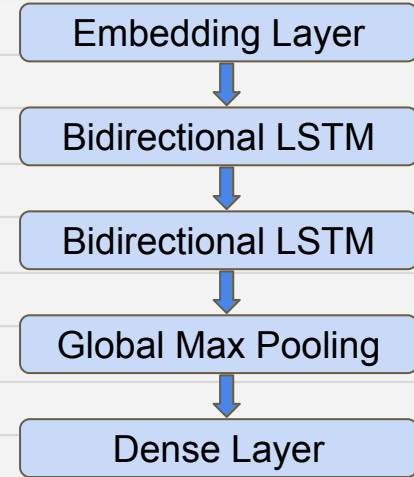 Embedding Layer
Bidirectional LSTM
Bidirectional LSTM
Global Max Pooling
Dense Layer